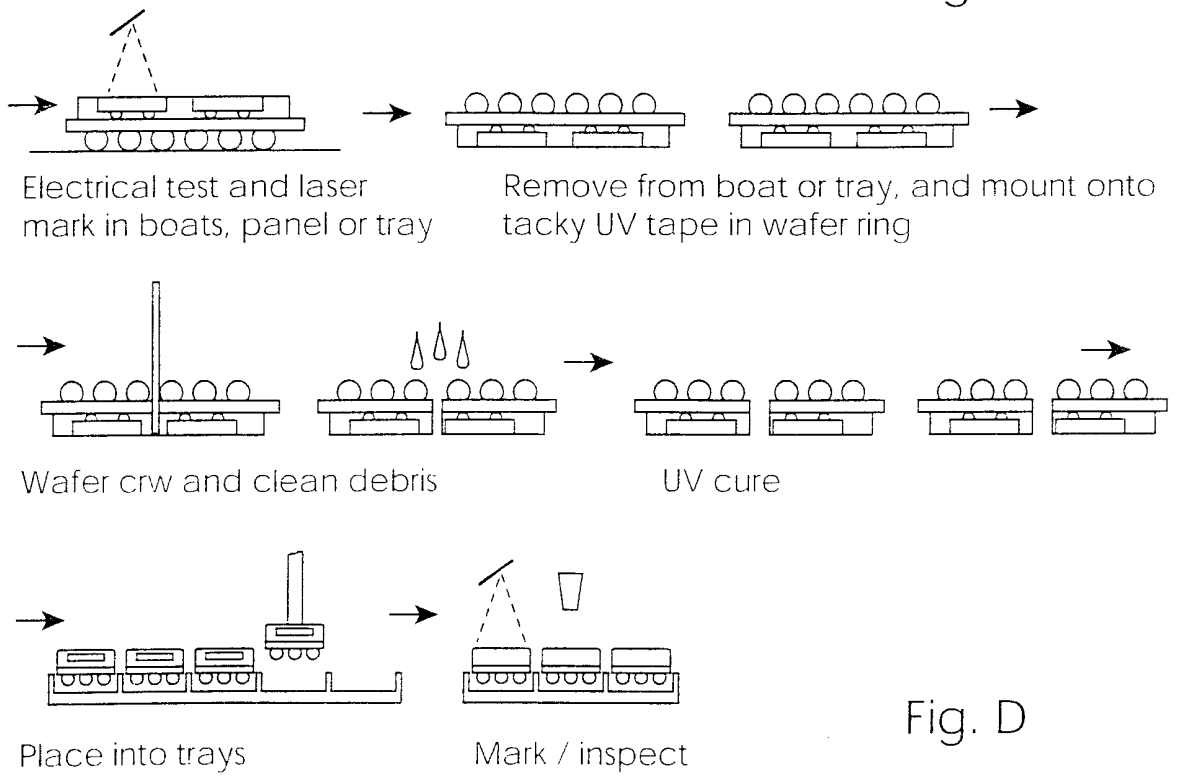 Electrical test and laser
mark in boats, panel or tray
Remove from boat or tray, and mount onto
tacky UV tape in wafer ring
Wafer crw and clean debris
UV cure
Place into trays
Mark / inspect
Fig. D